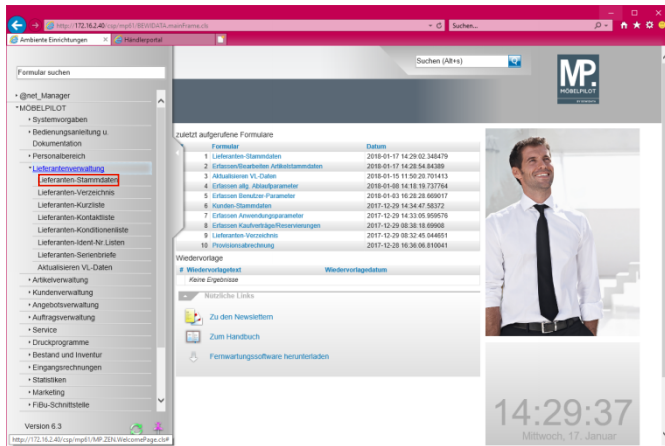 http://172.16.2.40/csp/mp61/BEWIDATA.mainFrame.cls
Suchen...
Ambiente Einrichtungen
Händlerportal
Formular suchen
Suchen (Alt+s)
MP.
MÖBELPILOT
@net_Manager
MÖBELPILOT
Systemvorgaben
Bedienungsanleitung u.
Dokumentation
Personalbereich
Lieferantenverwaltung
Lieferanten-Stammdaten
Lieferanten-Verzeichnis
Lieferanten-Kurzliste
Lieferanten-Kontaktliste
Lieferanten-Konditionenliste
Lieferanten-Ident-Nr.Listen
Lieferanten-Serienbriefe
Aktualisieren VL-Daten
Artikelverwaltung
Kundenverwaltung
Angebotsverwaltung
Auftragsverwaltung
Service
Druckprogramme
Bestand und Inventur
Eingangsrechnungen
Statistiken
Marketing
FiBu-Schnittstelle
Version 6.3
http://172.16.2.40/csp/mp61/MP.ZEN.WelcomePage.cls#
zuletzt aufgerufene Formulare
Formular Datum
1 Lieferanten-Stammdaten 2018-01-17 14:29:02.348479
2 Erfassen/Bearbeiten Artikelstammdaten 2018-01-17 14:28:54.84389
3 Aktualisieren VL-Daten 2018-01-15 11:50:20.701413
4 Erfassen allg. Ablaufparameter 2018-01-08 14:18:19.737764
5 Erfassen Benutzer-Parameter 2018-01-03 16:28:28.669017
6 Kunden-Stammdaten 2017-12-29 14:34:47.58372
7 Erfassen Anwendungsparameter 2017-12-29 14:33:05.959576
8 Erfassen Kaufverträge/Reservierungen 2017-12-29 08:38:18.69908
9 Lieferanten-Verzeichnis 2017-12-29 08:32:45.044651
10 Provisionsabrechnung 2017-12-28 16:36:06.810041
Wiedervorlage
# Wiedervorlagetext Wiedervorlagedatum
Keine Ergebnisse
Nützliche Links
Zu den Newslettern
Zum Handbuch
Fernwartungssoftware herunterladen
14:29:37
Mittwoch, 17. Januar